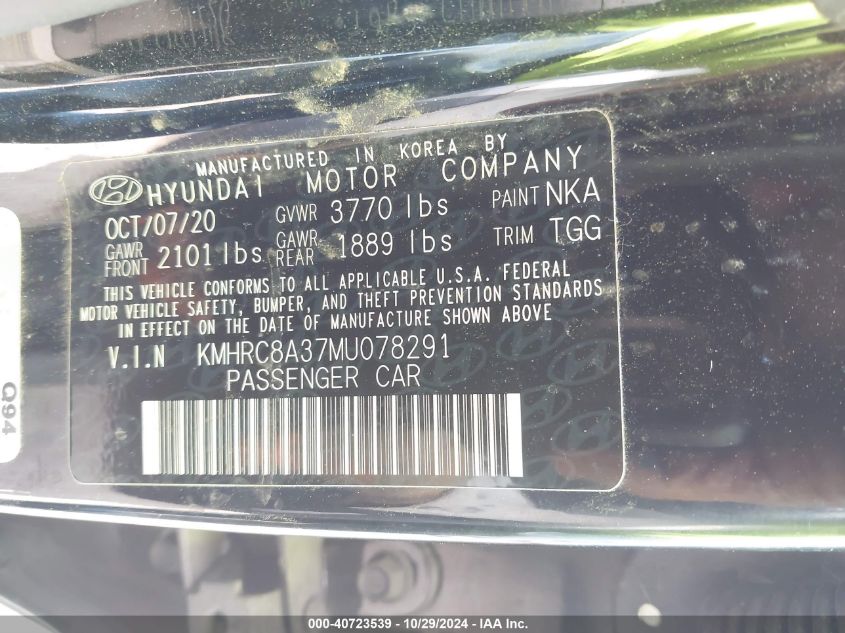 MANUFACTURED IN KOREA BY
HYUNDAI MOTOR COMPANY
OCT/07/20 GVWR 3770 lbs PAINT NKA
GAWR FRONT 2101 lbs GAWR REAR 1889 lbs TRIM TGG
THIS VEHICLE CONFORMS TO ALL APPLICABLE U.S.A. FEDERAL
MOTOR VEHICLE SAFETY, BUMPER, AND THEFT PREVENTION STANDARDS
IN EFFECT ON THE DATE OF MANUFACTURE SHOWN ABOVE
V.I.N KMHRC8A37MU078291
PASSENGER CAR
Q94
000-40723539 - 10/29/2024 - IAA, Inc.